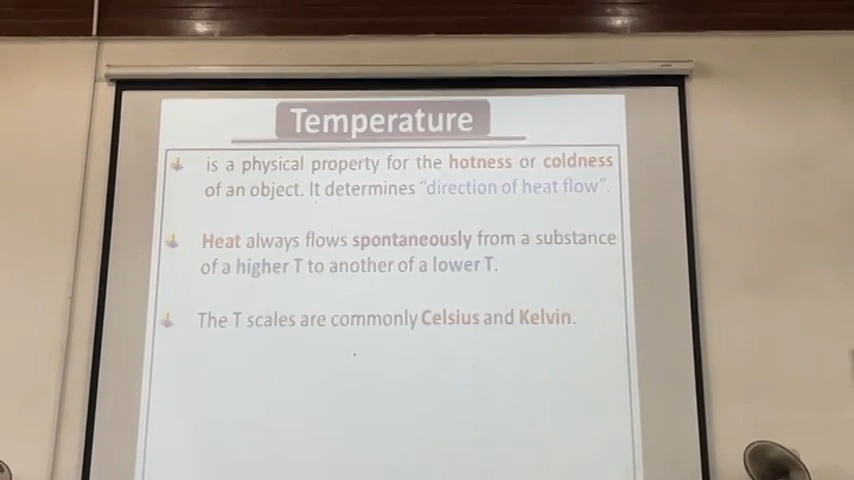 Temperature
is a physical property for the hotness or coldness
of an object. It determines “direction of heat flow”.
Heat always flows spontaneously from a substance
of a higher T to another of a lower T.
The T scales are commonly Celsius and Kelvin.